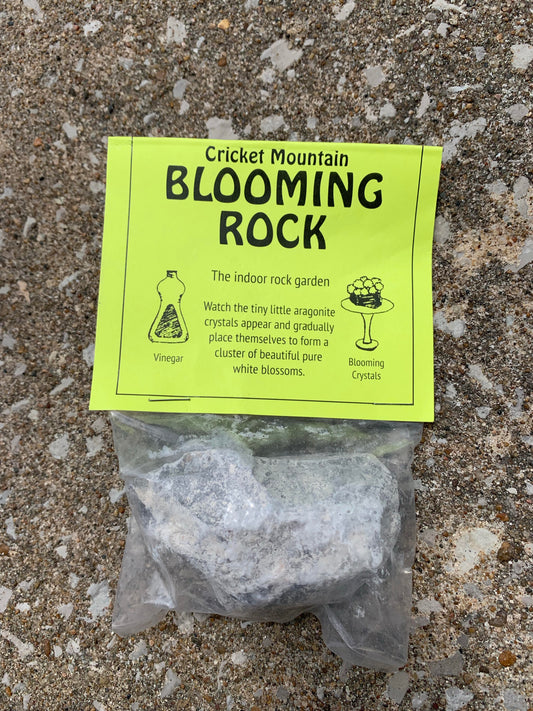 Cricket Mountain
BLOOMING
ROCK
The indoor rock garden
Watch the tiny little aragonite
crystals appear and gradually
place themselves to form a
cluster of beautiful pure
white blossoms.
Vinegar
Blooming
Crystals